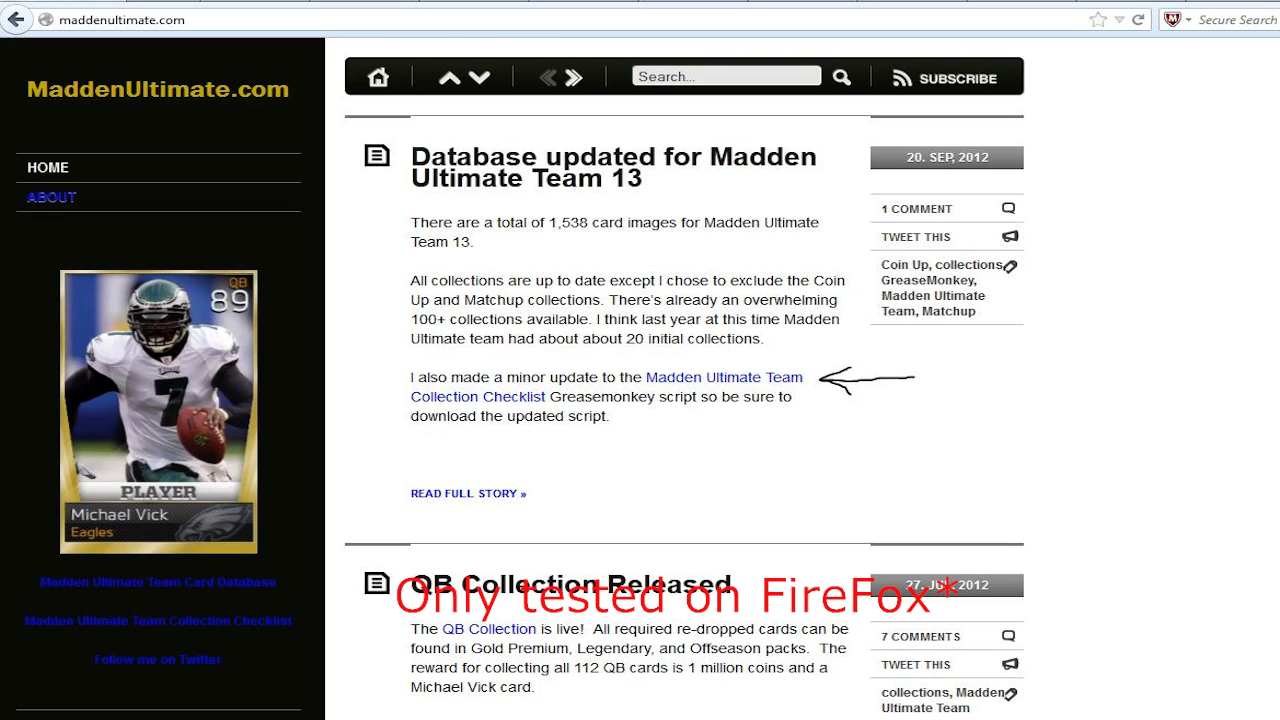 maddenultimate.com
Secure Search
MaddenUltimate.com
HOME
ABOUT
QB
89
7
PLAYER
Michael Vick
Eagles
Madden Ultimate Team Card Database
Madden Ultimate Team Collection Checklist
Follow me on Twitter
Search...
SUBSCRIBE
Database updated for Madden
Ultimate Team 13
There are a total of 1,538 card images for Madden Ultimate
Team 13.
All collections are up to date except I chose to exclude the Coin
Up and Matchup collections. There's already an overwhelming
100+ collections available. I think last year at this time Madden
Ultimate team had about about 20 initial collections.
I also made a minor update to the Madden Ultimate Team
Collection Checklist Greasemonkey script so be sure to
download the updated script.
READ FULL STORY »
20. SEP, 2012
1 COMMENT
TWEET THIS
Coin Up, collections
GreaseMonkey,
Madden Ultimate
Team, Matchup
QB Collection Released
Only tested on FireFox*
The QB Collection is live! All required re-dropped cards can be
found in Gold Premium, Legendary, and Offseason packs. The
reward for collecting all 112 QB cards is 1 million coins and a
Michael Vick card.
27. 2012
7 COMMENTS
TWEET THIS
collections, Madden
Ultimate Team